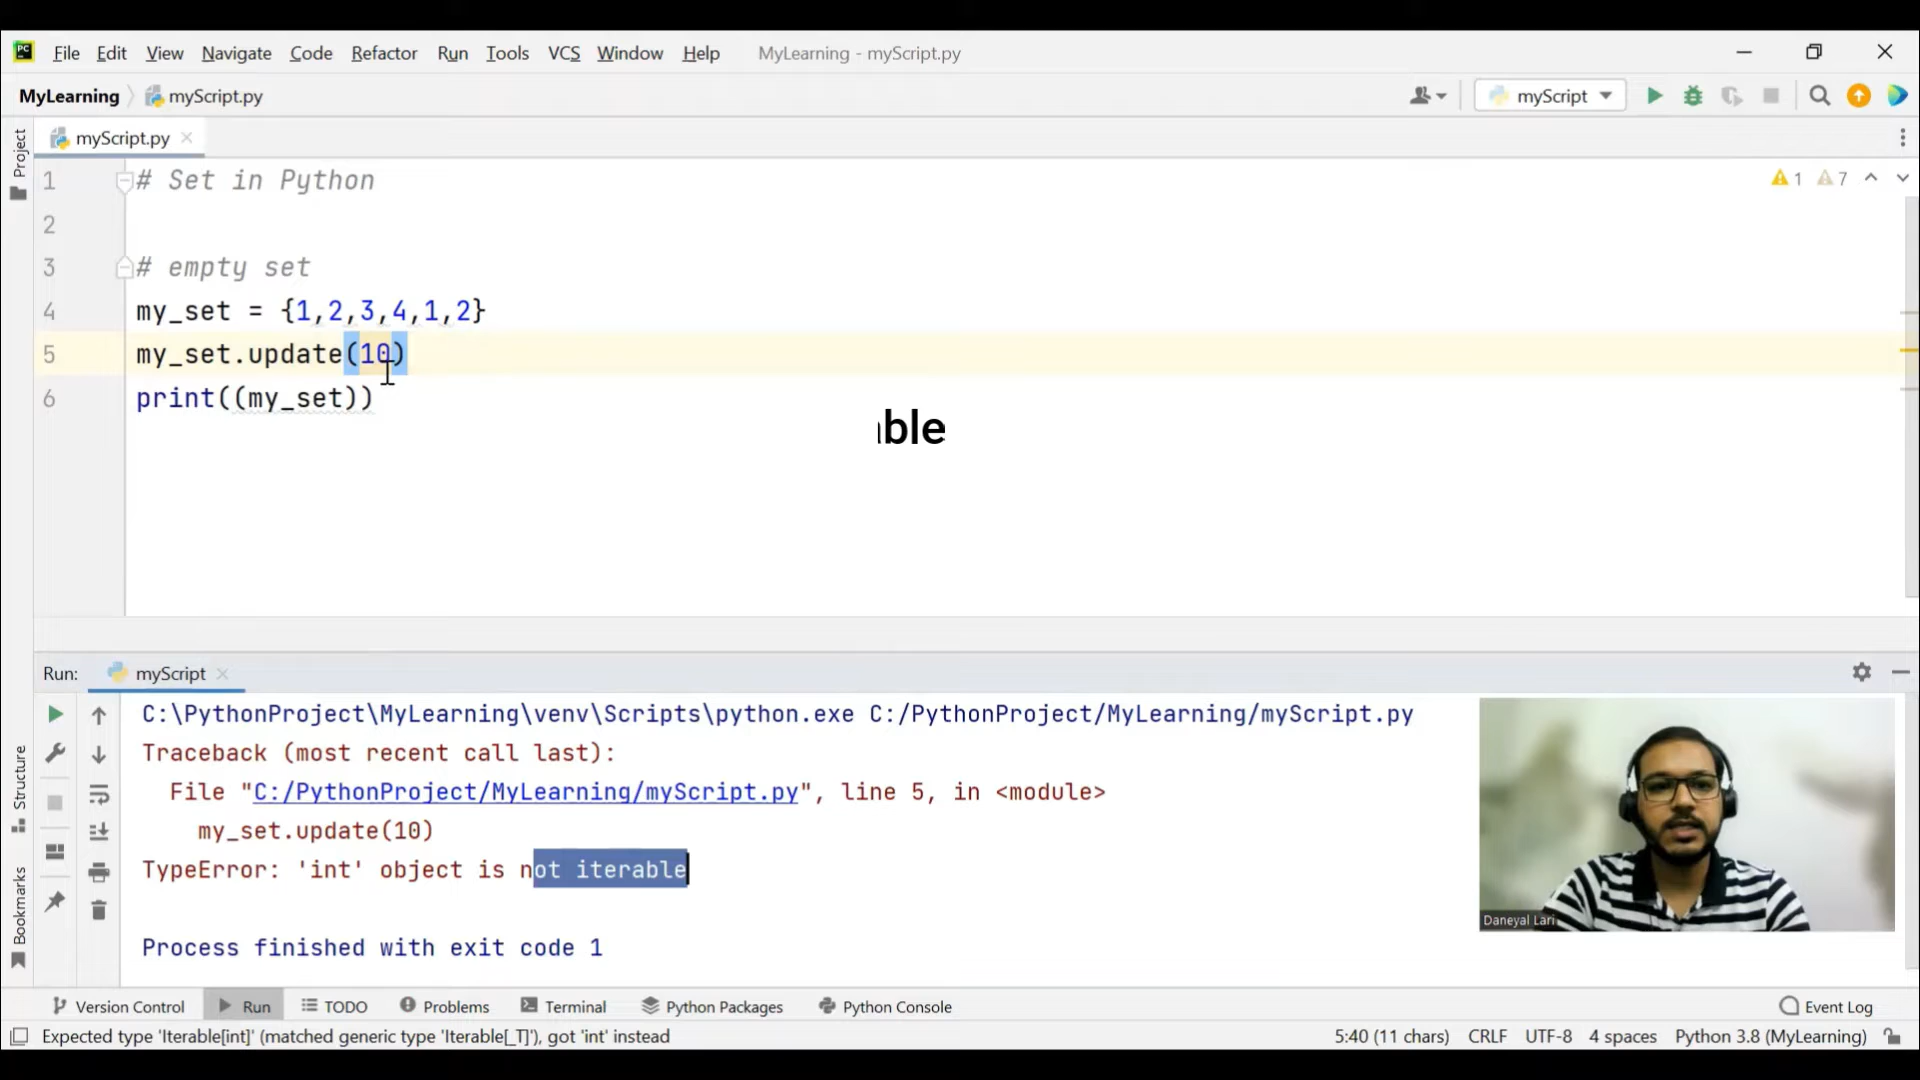 File Edit View Navigate Code Refactor Run Tools VCS Window Help MyLearning - myScript.py
MyLearning myScript.py myScript
myScript.py
Project
1 # Set in Python 1 7
2
3 # empty set
4 my_set = {1,2,3,4,1,2}
5 my_set.update(10)
6 print((my_set))
able
Run: myScript
C:\PythonProject\MyLearning\venv\Scripts\python.exe C:/PythonProject/MyLearning/myScript.py
Traceback (most recent call last):
File "C:/PythonProject/MyLearning/myScript.py", line 5, in <module>
my_set.update(10)
TypeError: 'int' object is not iterable
Process finished with exit code 1
Structure
Bookmarks
Daneyal Lari
Version Control Run TODO Problems Terminal Python Packages Python Console Event Log
Expected type 'Iterable[int]' (matched generic type 'Iterable[_T]'), got 'int' instead 5:40 (11 chars) CRLF UTF-8 4 spaces Python 3.8 (MyLearning)